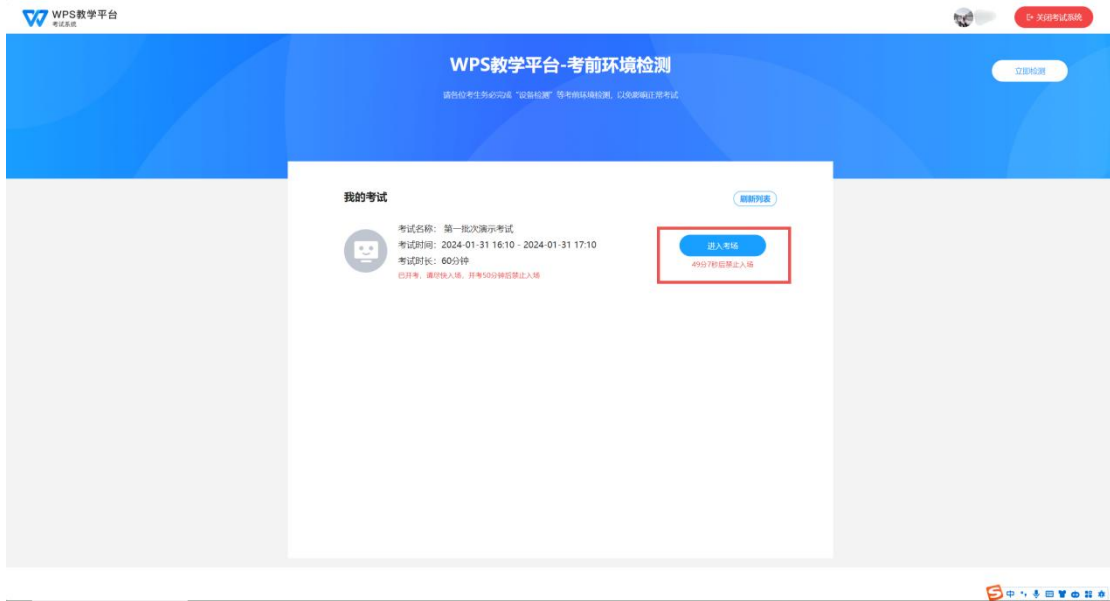 WPS教学平台
考试系统
关闭考试系统
WPS教学平台-考前环境检测
立即检测
请各位考生务必完成“设备检测”等考前环境检测，以免影响正常考试
我的考试
刷新列表
考试名称： 第一批次演示考试
考试时间：2024-01-31 16:10 - 2024-01-31 17:10
进入考场
考试时长：60分钟
49分7秒后禁止入场
已开考，请尽快入场，开考50分钟后禁止入场
中